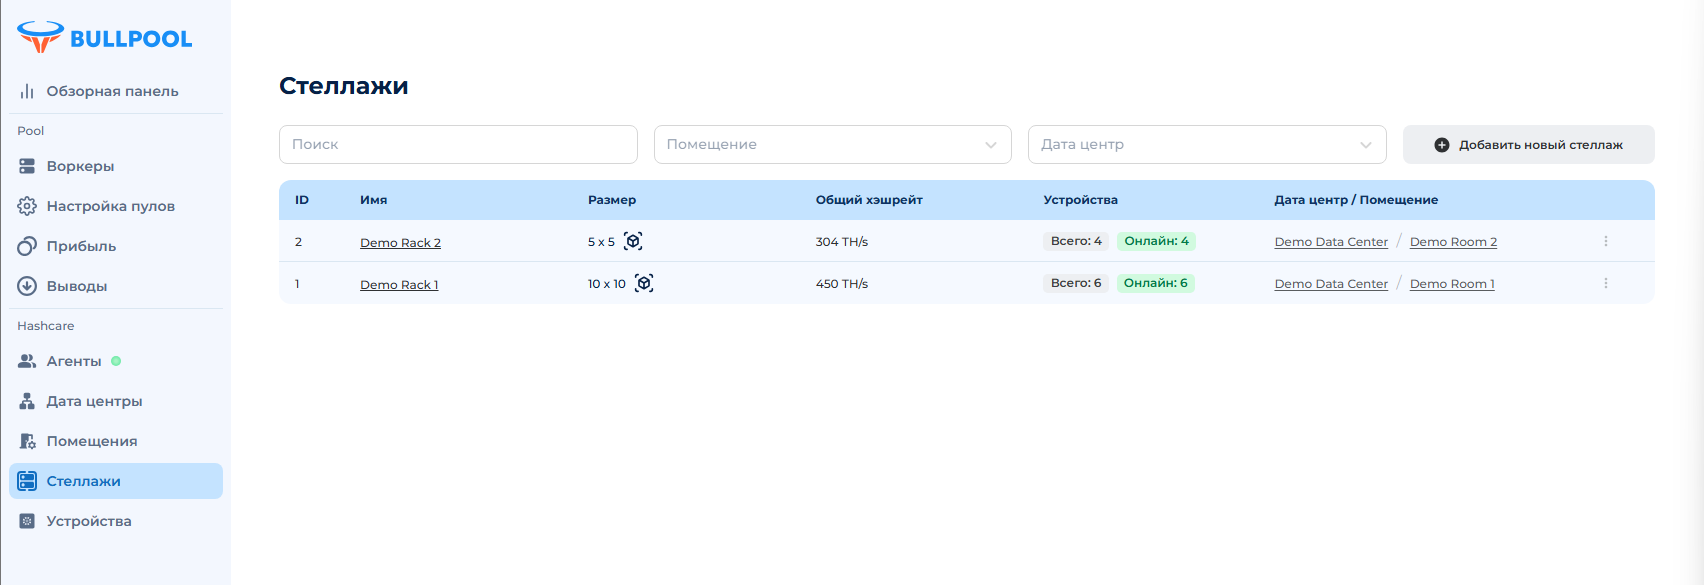 BULLPOOL
Обзорная панель
Pool
Воркеры
Настройка пулов
Прибыль
Выводы
Hashcare
Агенты
Дата центры
Помещения
Стеллажи
Устройства
Стеллажи
Поиск Помещение Дата центр Добавить новый стеллаж
ID Имя Размер Общий хэшрейт Устройства Дата центр / Помещение
2 Demo Rack 2 5 x 5 304 TH/s Всего: 4 Онлайн: 4 Demo Data Center / Demo Room 2
1 Demo Rack 1 10 x 10 450 TH/s Всего: 6 Онлайн: 6 Demo Data Center / Demo Room 1